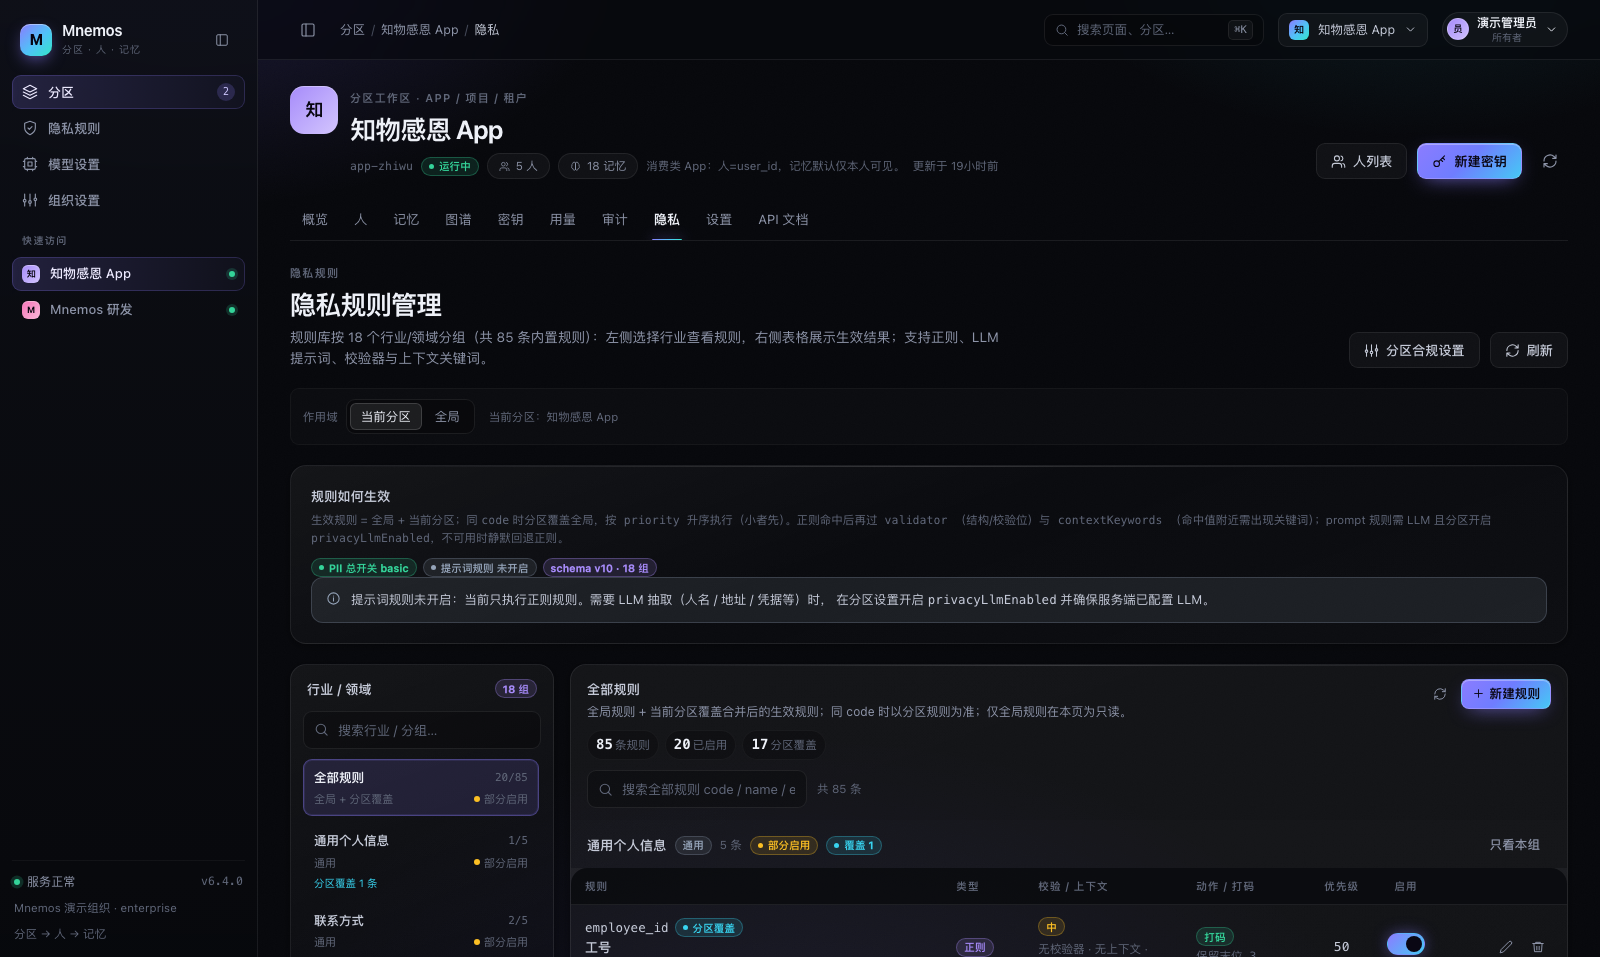 M
Mnemos
分区 · 人 · 记忆
分区
2
隐私规则
模型设置
组织设置
快速访问
知 知物感恩 App
M Mnemos 研发
服务正常
v6.4.0
Mnemos 演示组织 · enterprise
分区 → 人 → 记忆
分区 / 知物感恩 App / 隐私
搜索页面、分区...
⌘K
知 知物感恩 App
员
演示管理员
所有者
知
分区工作区 · APP / 项目 / 租户
知物感恩 App
app-zhiwu
运行中
5 人
18 记忆
消费类 App：人=user_id，记忆默认仅本人可见。
更新于 19小时前
人列表
新建密钥
概览 人 记忆 图谱 密钥 用量 审计 隐私 设置 API 文档
隐私规则
隐私规则管理
规则库按 18 个行业/领域分组（共 85 条内置规则）：左侧选择行业查看规则，右侧表格展示生效结果；支持正则、LLM
提示词、校验器与上下文关键词。
分区合规设置
刷新
作用域
当前分区
全局
当前分区：知物感恩 App
规则如何生效
生效规则 = 全局 + 当前分区；同 code 时分区覆盖全局，按 priority 升序执行（小者先）。正则命中后再过 validator （结构/校验位）与 contextKeywords （命中值附近需出现关键词）；prompt 规则需 LLM 且分区开启
privacyLlmEnabled，不可用时静默回退正则。
PII 总开关 basic
提示词规则 未开启
schema v10 · 18 组
提示词规则未开启：当前只执行正则规则。需要 LLM 抽取（人名 / 地址 / 凭据等）时， 在分区设置开启 privacyLlmEnabled 并确保服务端已配置 LLM。
行业 / 领域
18 组
搜索行业 / 分组...
全部规则
20/85
全局 + 分区覆盖
部分启用
通用个人信息
1/5
通用
部分启用
分区覆盖 1 条
联系方式
2/5
通用
部分启用
全部规则
全局规则 + 当前分区覆盖合并后的生效规则；同 code 时以分区规则为准；仅全局规则在本页为只读。
新建规则
85 条规则
20 已启用
17 分区覆盖
搜索全部规则 code / name / e
共 85 条
通用个人信息
通用
5 条
部分启用
覆盖 1
只看本组
规则 类型 校验 / 上下文 动作 / 打码 优先级 启用
employee_id
分区覆盖
工号
正则
中
无校验器 · 无上下文 ·
打码
保留末位 3
50